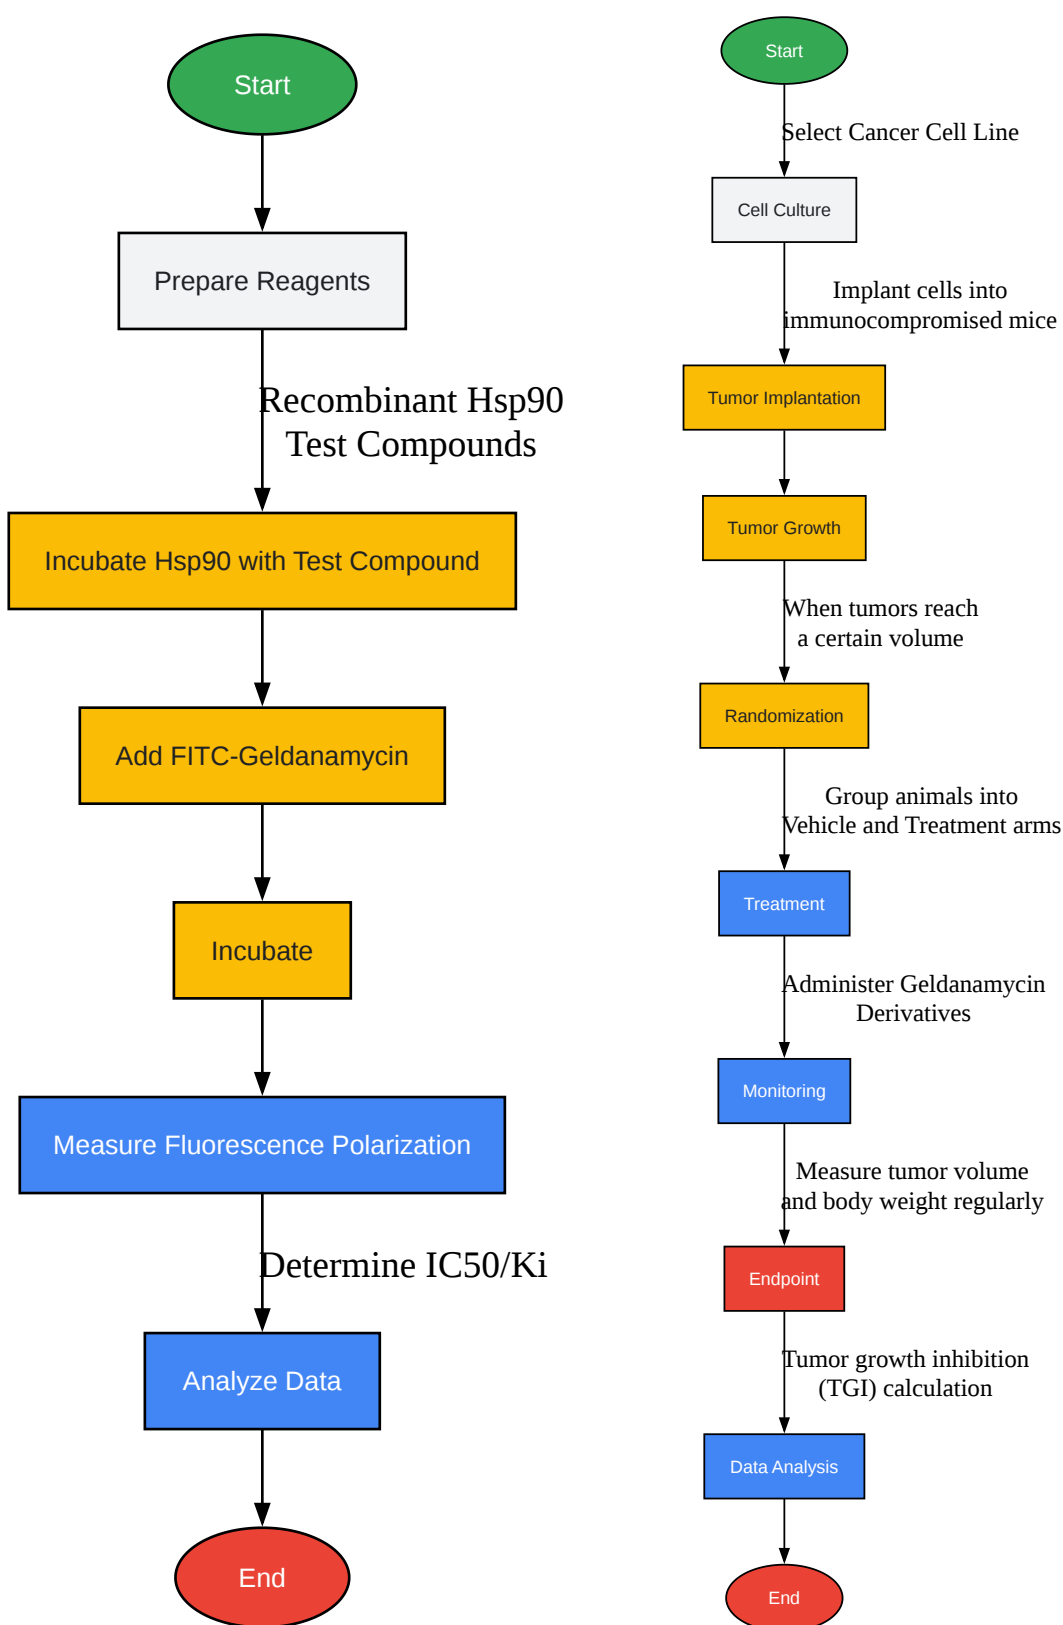 Start
Prepare Reagents
Recombinant Hsp90
Test Compounds
Incubate Hsp90 with Test Compound
Add FITC-Geldanamycin
Incubate
Measure Fluorescence Polarization
Determine IC50/Ki
Analyze Data
End
Start
Select Cancer Cell Line
Cell Culture
Implant cells into
immunocompromised mice
Tumor Implantation
Tumor Growth
When tumors reach
a certain volume
Randomization
Group animals into
Vehicle and Treatment arms
Treatment
Administer Geldanamycin
Derivatives
Monitoring
Measure tumor volume
and body weight regularly
Endpoint
Tumor growth inhibition
(TGI) calculation
Data Analysis
End